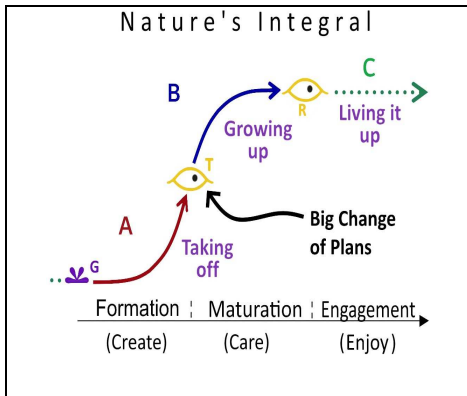 Nature's Integral
C
B
R
Living it
up
Growing
up
T
A
Big Change
of Plans
Taking
off
G
Formation
Maturation
Engagement
(Create)
(Care)
(Enjoy)